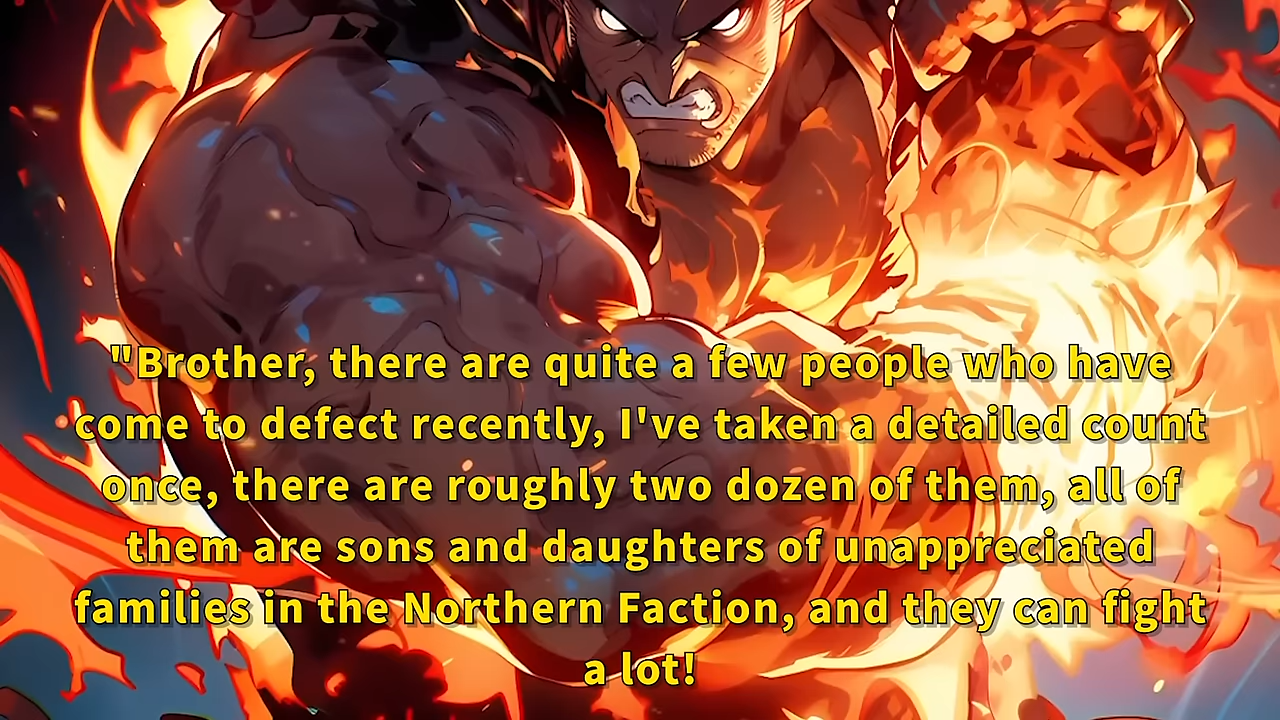 "Brother, there are quite a few people who have
come to defect recently, I've taken a detailed count
once, there are roughly two dozen of them, all of
them are sons and daughters of unappreciated
families in the Northern Faction, and they can fight
a lot!